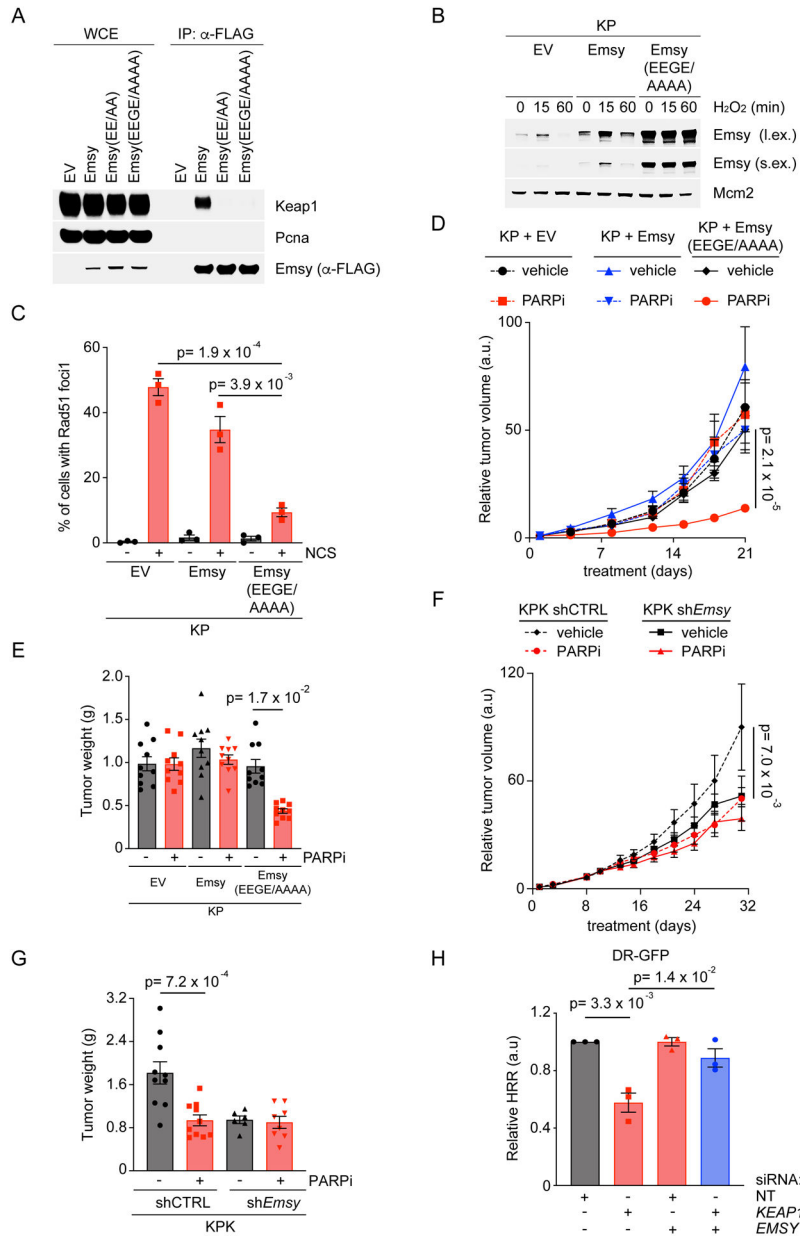 A
WCE
IP: α-FLAG
EV
Emsy
Emsy(EE/AA)
Emsy(EEGE/AAAA)
EV
Emsy
Emsy(EE/AA)
Emsy(EEGE/AAAA)
Keap1
Pcna
Emsy (α-FLAG)
B
KP
EV
Emsy
Emsy
(EEGE/
AAAA)
0 15 60 0 15 60 0 15 60 H₂O₂ (min)
Emsy (l.ex.)
Emsy (s.ex.)
Mcm2
C
% of cells with Rad51 foci1
60
40
20
0
p= 1.9 x 10⁻⁴
p= 3.9 x 10⁻³
- + - + - + NCS
EV
Emsy
Emsy
(EEGE/
AAAA)
KP
D
KP + EV
KP + Emsy
KP + Emsy
(EEGE/AAAA)
vehicle
vehicle
vehicle
PARPi
PARPi
PARPi
Relative tumor volume (a.u.)
100
50
0
0 7 14 21
treatment (days)
p= 2.1 x 10⁻⁵
E
Tumor weight (g)
2.0
1.5
1.0
0.5
0
p= 1.7 x 10⁻²
- + - + - + PARPi
EV
Emsy
Emsy
(EEGE/AAAA)
KP
F
KPK shCTRL
KPK shEmsy
vehicle
vehicle
PARPi
PARPi
Relative tumor volume (a.u)
120
60
0
0 8 16 24 32
treatment (days)
p= 7.0 x 10⁻³
G
Tumor weight (g)
3.2
2.4
1.6
0.8
0
p= 7.2 x 10⁻⁴
- + - + PARPi
shCTRL
shEmsy
KPK
H
DR-GFP
Relative HRR (a.u)
1.2
0.8
0.4
0
p= 3.3 x 10⁻³
p= 1.4 x 10⁻²
siRNA:
+ - + - NT
- + - + KEAP1
- - + + EMSY